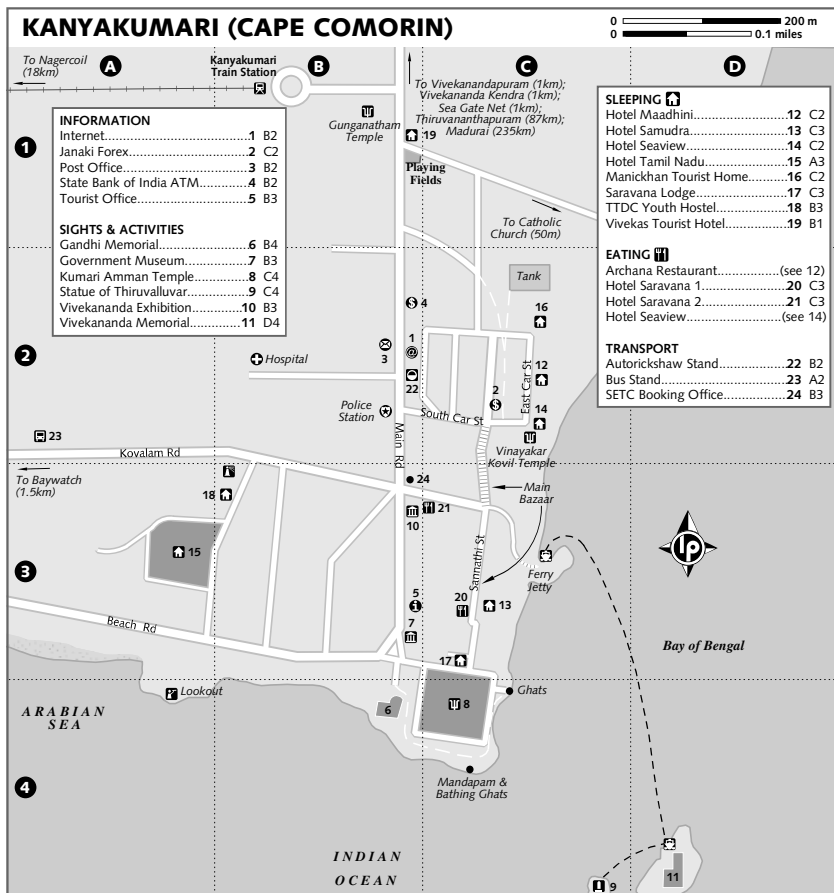 KANYAKUMARI (CAPE COMORIN)
0 200 m
0 0.1 miles
A
B
C
D
1
2
3
4
To Nagercoil
(18km)
Kanyakumari
Train Station
To Vivekanandapuram (1km);
Vivekananda Kendra (1km);
Sea Gate Net (1km);
Thiruvananthapuram (87km);
Madurai (235km)
Gunganatham
Temple
19
Playing
Fields
To Catholic
Church (50m)
INFORMATION
Internet.....................................1 B2
Janaki Forex..............................2 C2
Post Office................................3 B2
State Bank of India ATM...........4 B2
Tourist Office............................5 B3
SIGHTS & ACTIVITIES
Gandhi Memorial......................6 B4
Government Museum...............7 B3
Kumari Amman Temple............8 C4
Statue of Thiruvalluvar..............9 C4
Vivekananda Exhibition...........10 B3
Vivekananda Memorial............11 D4
SLEEPING
Hotel Maadhini.......................12 C2
Hotel Samudra........................13 C3
Hotel Seaview.........................14 C2
Hotel Tamil Nadu....................15 A3
Manickhan Tourist Home........16 C2
Saravana Lodge.......................17 C3
TTDC Youth Hostel.................18 B3
Vivekas Tourist Hotel...............19 B1
EATING
Archana Restaurant............(see 12)
Hotel Saravana 1.....................20 C3
Hotel Saravana 2.....................21 C3
Hotel Seaview.....................(see 14)
TRANSPORT
Autorickshaw Stand.................22 B2
Bus Stand................................23 A2
SETC Booking Office...............24 B3
Tank
4
16
1
@
3
Hospital
12
22
2
East Car St
Police
Station
South Car St
14
Main Rd
Vinayakar
Kovil Temple
23
Kovalam Rd
To Baywatch
(1.5km)
18
24
Main
Bazaar
21
10
15
Sannathi St
lp
Ferry
Jetty
5
20
13
7
Beach Rd
Bay of Bengal
17
Lookout
Ghats
8
6
ARABIAN
SEA
Mandapam &
Bathing Ghats
INDIAN
OCEAN
11
9